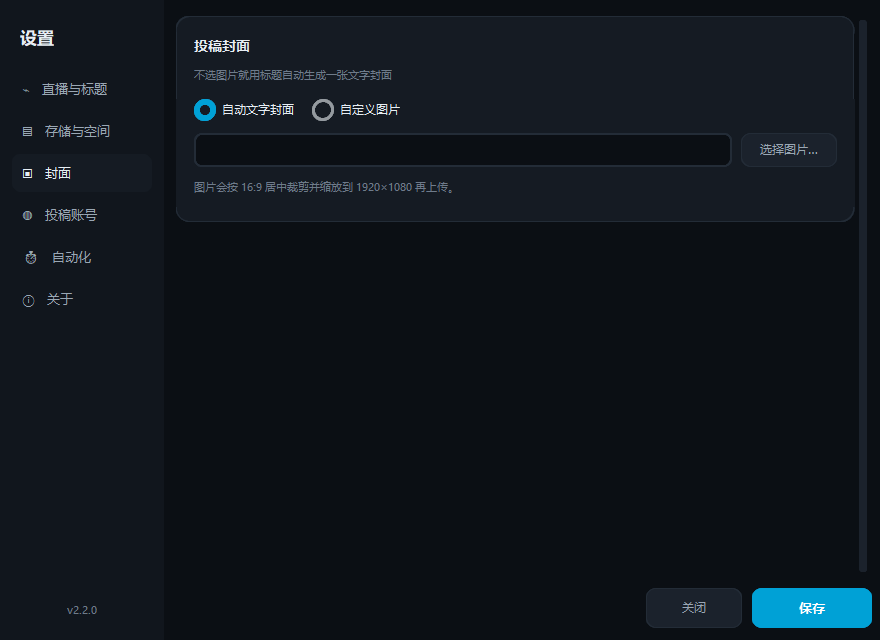 设置
直播与标题
存储与空间
封面
投稿账号
自动化
关于
v2.2.0
投稿封面
不选图片就用标题自动生成一张文字封面
自动文字封面 自定义图片
选择图片...
图片会按 16:9 居中裁剪并缩放到 1920×1080 再上传。
关闭 保存